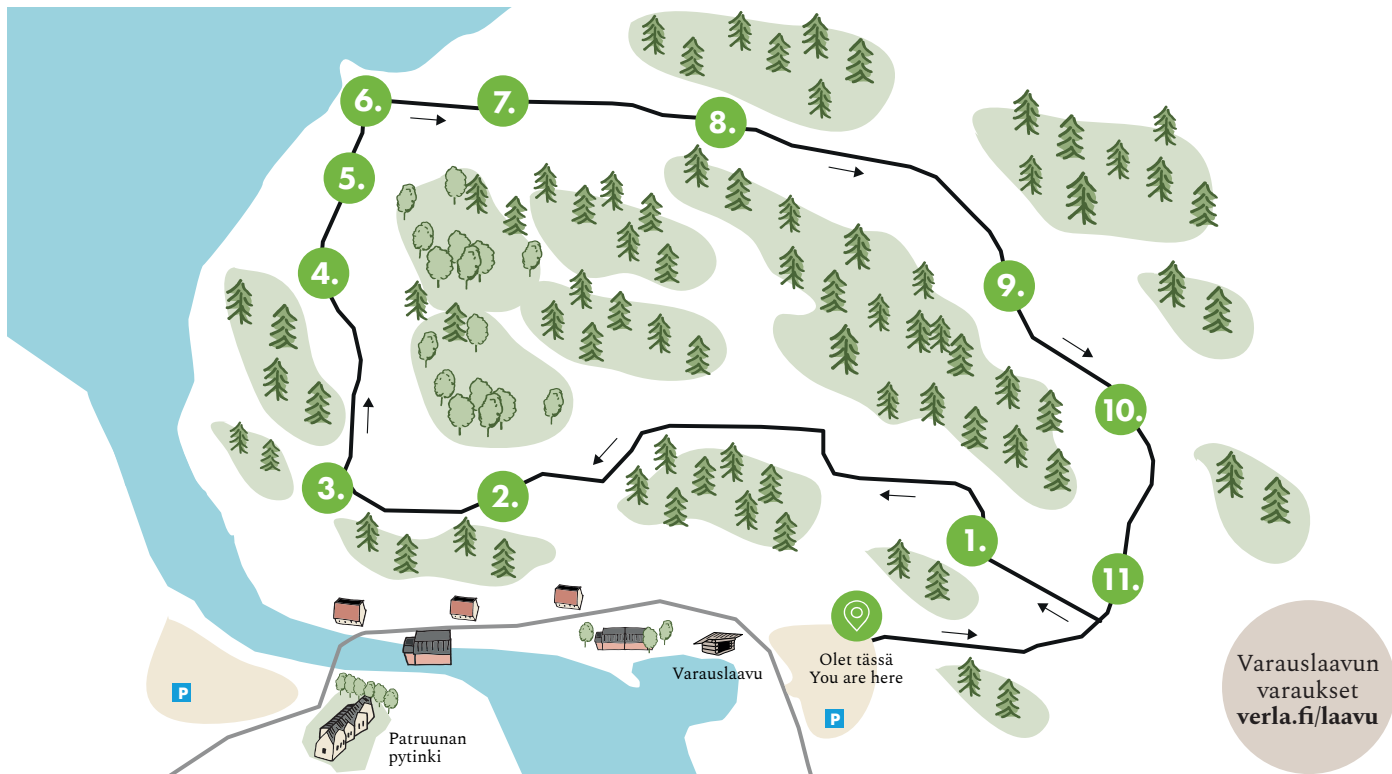 6.
7.
8.
5.
4.
9.
10.
3.
2.
1.
11.
Olet tässä
You are here
Varauslaavu
P
P
Patruunan
pytinki
Varauslaavun
varaukset
verla.fi/laavu